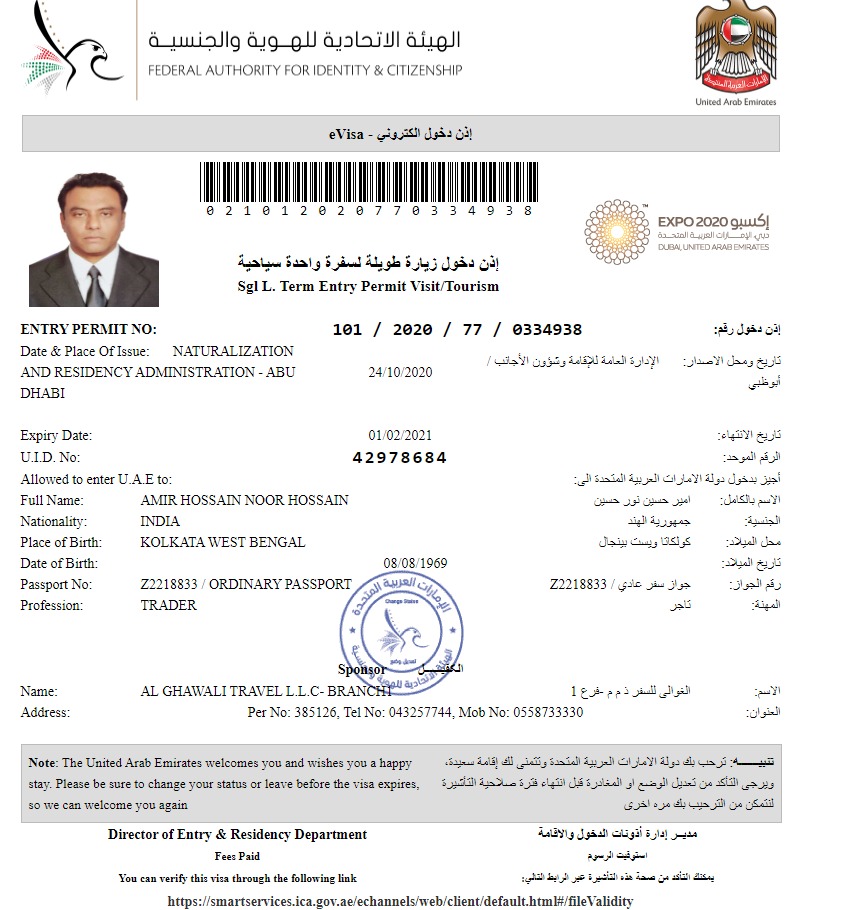 الهيئة الاتحادية للهـوية والجنسيـة
FEDERAL AUTHORITY FOR IDENTITY & CITIZENSHIP
الإمارات العربية المتحدة
United Arab Emirates
إذن دخول الكتروني - eVisa
021012020770334938
TM
EXPO 2020 إكسبو
دبي، الإمــارات العربية المتحدة
DUBAI, UNITED ARAB EMIRATES
إذن دخول زيارة طويلة لسفرة واحدة سياحية
Sgl L. Term Entry Permit Visit/Tourism
ENTRY PERMIT NO: 101 / 2020 / 77 / 0334938 إذن دخول رقم:
Date & Place Of Issue: NATURALIZATION AND RESIDENCY ADMINISTRATION - ABU DHABI
24/10/2020
تاريخ ومحل الاصدار: الإدارة العامة للإقامة وشؤون الأجانب / أبوظبي
Expiry Date: 01/02/2021 تاريخ الانتهاء:
U.I.D. No: 42978684 الرقم الموحد:
Allowed to enter U.A.E to: أجيز بدخول دولة الامارات العربية المتحدة الى:
Full Name: AMIR HOSSAIN NOOR HOSSAIN الاسم بالكامل: امير حسين نور حسين
Nationality: INDIA الجنسية: جمهورية الهند
Place of Birth: KOLKATA WEST BENGAL محل الميلاد: كولكاتا ويست بينجال
Date of Birth: 08/08/1969 تاريخ الميلاد:
Passport No: Z2218833 / ORDINARY PASSPORT رقم الجواز: جواز سفر عادي / Z2218833
Profession: TRADER المهنة: تاجر
الإمارات العربية المتحدة
Change Status
تعديل وضع
الهيئة الاتحادية للهوية والجنسية
Sponsor الكفيـــل
Name: AL GHAWALI TRAVEL L.L.C- BRANCH1 الاسم: الغوالى للسفر ذ م م -فرع 1
Address: Per No: 385126, Tel No: 043257744, Mob No: 0558733330 العنوان:
Note: The United Arab Emirates welcomes you and wishes you a happy
stay. Please be sure to change your status or leave before the visa expires,
so we can welcome you again
تنبيـــــه: ترحب بك دولة الامارات العربية المتحدة وتتمنى لك إقامة سعيدة،
ويرجى التأكد من تعديل الوضع او المغادرة قبل انتهاء فترة صلاحية التأشيرة
لنتمكن من الترحيب بك مره اخرى
Director of Entry & Residency Department مديـر إدارة أذونات الدخول والاقامة
Fees Paid استوفيت الرسوم
You can verify this visa through the following link يمكنك التأكد من صحة هذه التأشيرة عبر الرابط التالي:
https://smartservices.ica.gov.ae/echannels/web/client/default.html#/fileValidity